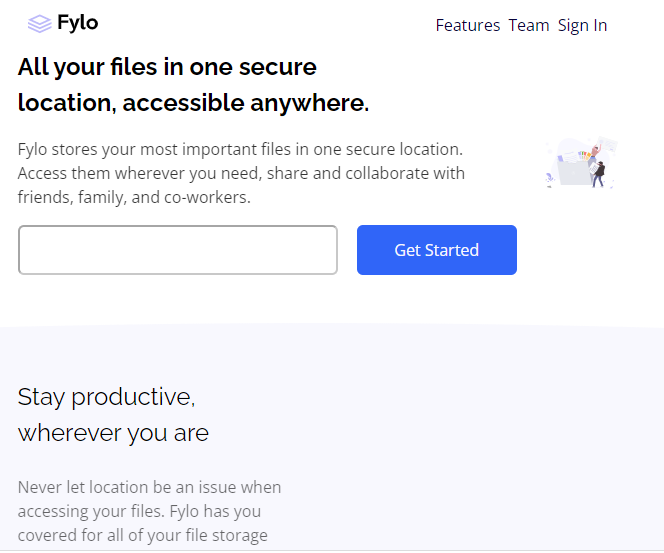 Fylo
Features Team Sign In
All your files in one secure
location, accessible anywhere.
Fylo stores your most important files in one secure location.
Access them wherever you need, share and collaborate with
friends, family, and co-workers.
Get Started
Stay productive,
wherever you are
Never let location be an issue when
accessing your files. Fylo has you
covered for all of your file storage